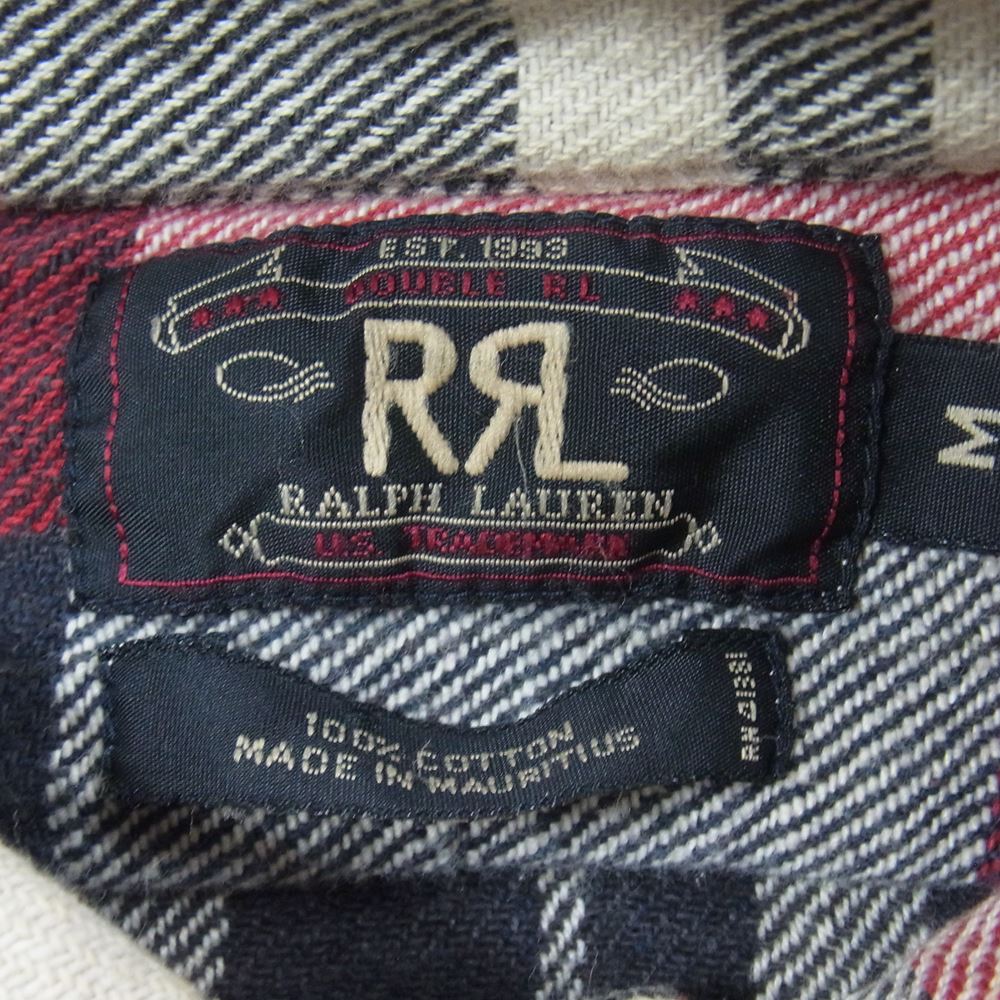 EST. 1993
DOUBLE RL
RRL
RALPH LAUREN
U.S. TRADEMARK
M
100% COTTON
MADE IN MAURITIUS
RN 41381